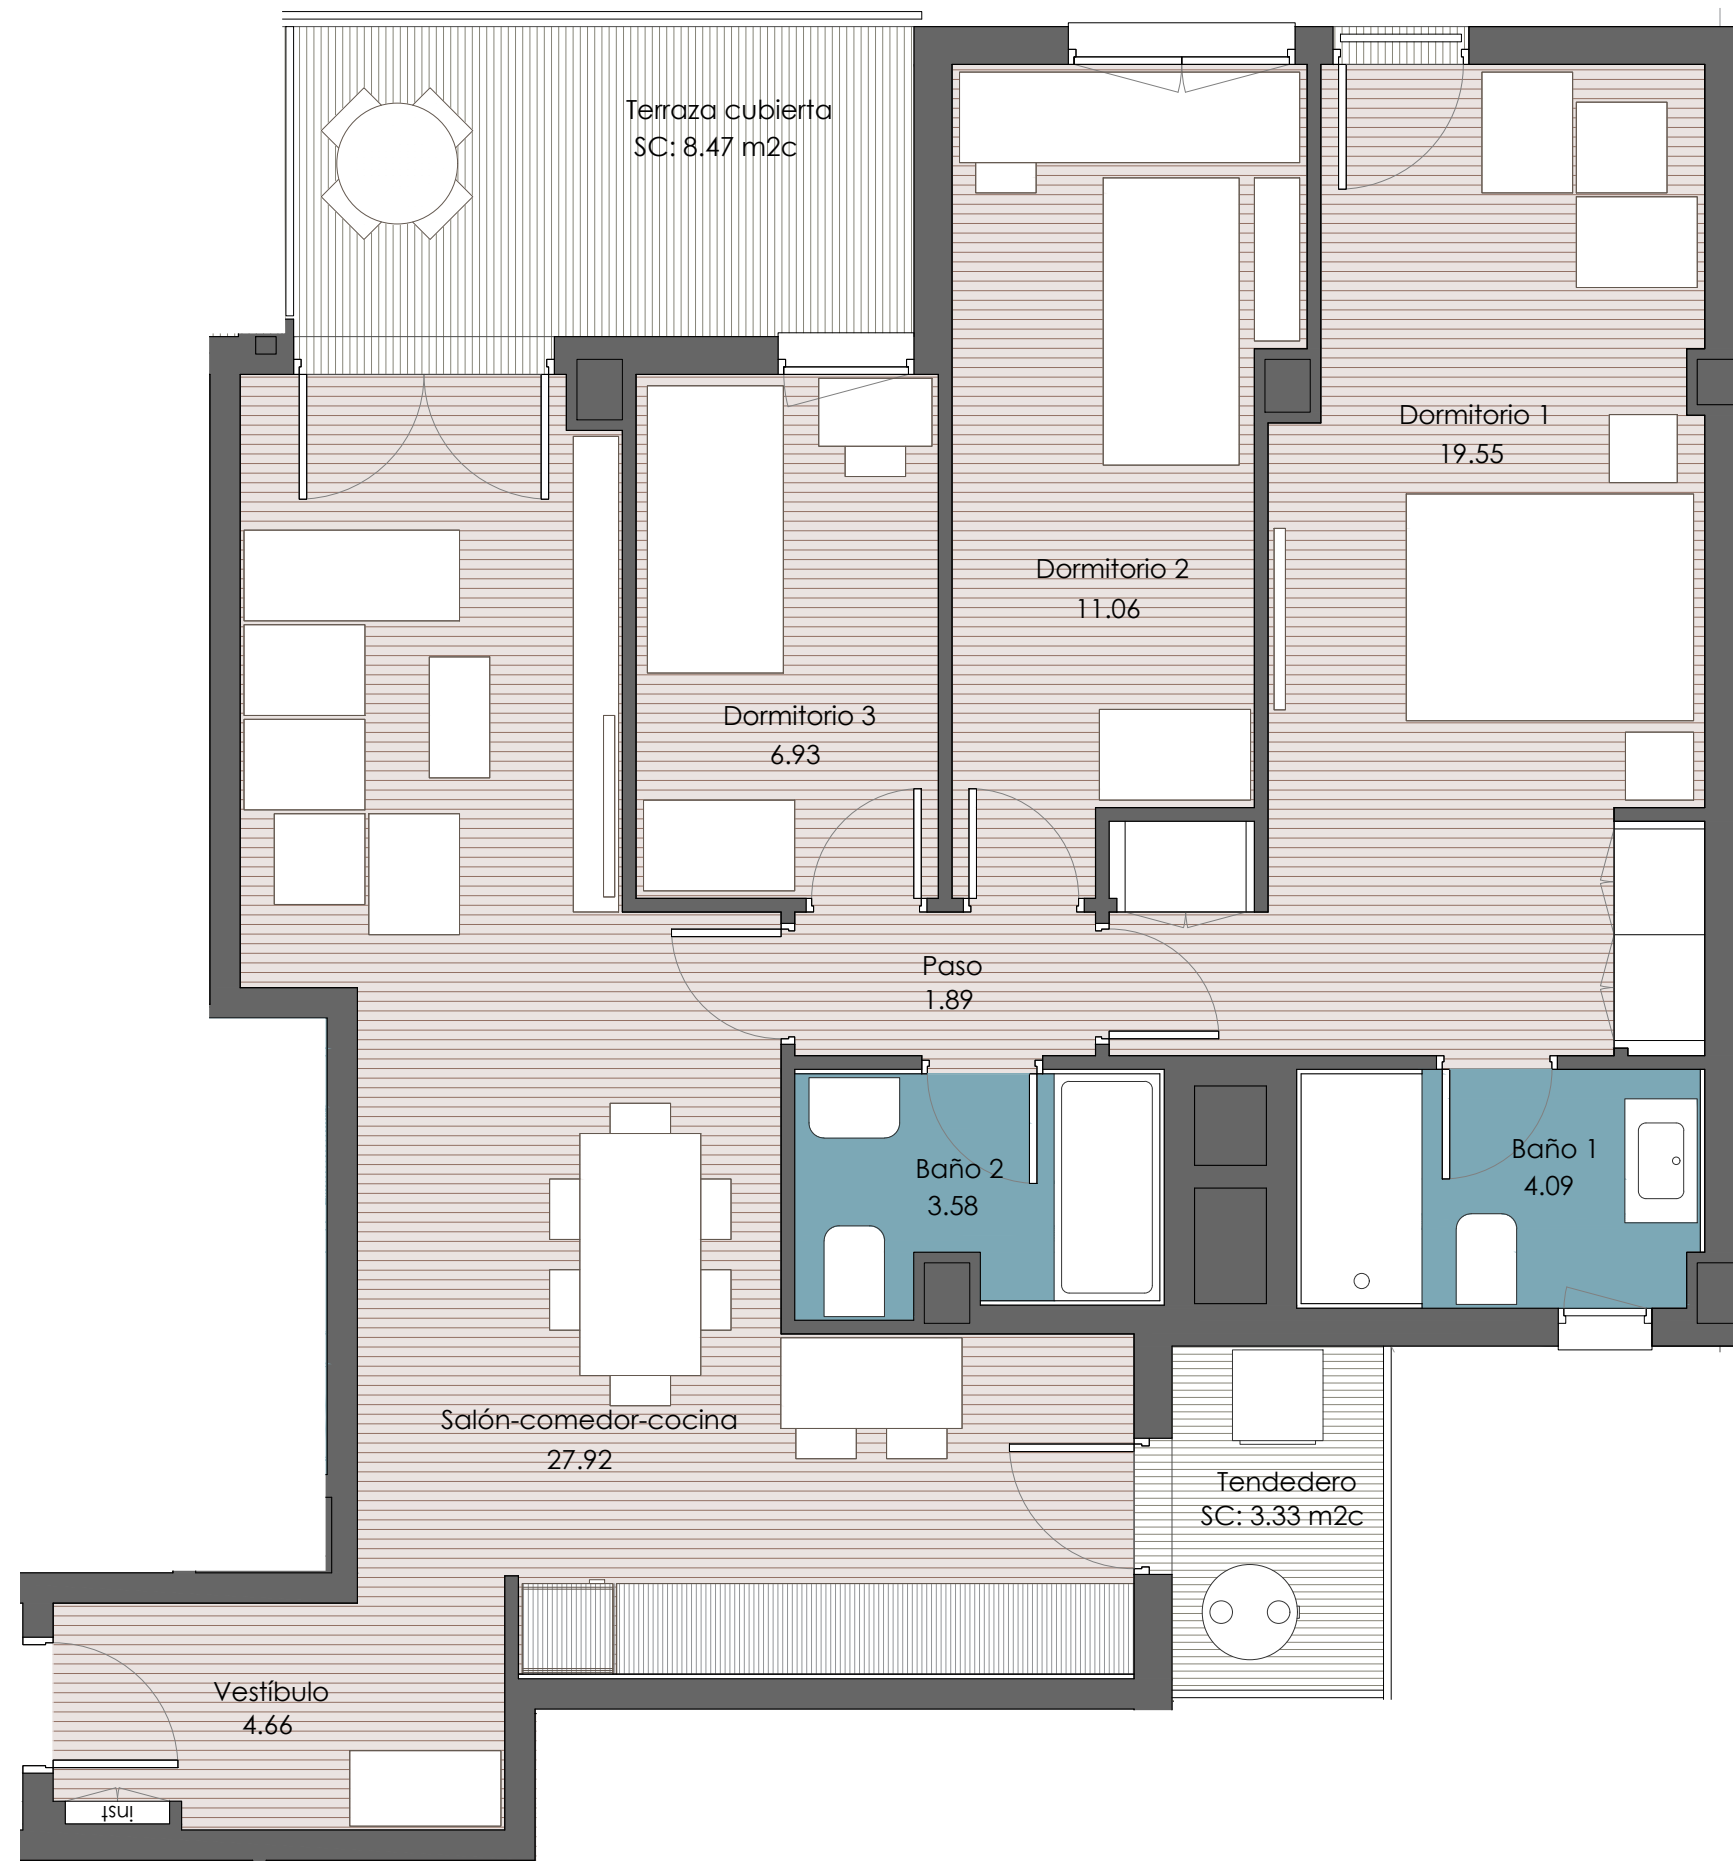 Terraza cubierta
SC: 8.47 m2c
Dormitorio 1
19.55
Dormitorio 2
11.06
Dormitorio 3
6.93
Paso
1.89
Baño 2
3.58
Baño 1
4.09
Salón-comedor-cocina
27.92
Tendedero
SC: 3.33 m2c
Vestíbulo
4.66
inst